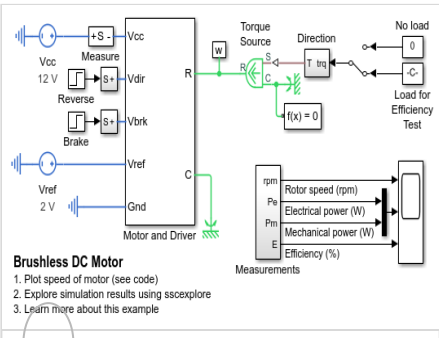 Torque
Source
Direction
No load
0
T trq
-C-
Load for
Efficiency
Test
S
R
C
f(x) = 0
w
+S -
Measure
Vcc
Vcc
12 V
S+
Vdir
Reverse
S+
Vbrk
Brake
Vref
Vref
2 V
Gnd
R
C
Motor and Driver
rpm
Pe
Pm
E
Rotor speed (rpm)
Electrical power (W)
Mechanical power (W)
Efficiency (%)
Measurements
Brushless DC Motor
1. Plot speed of motor (see code)
2. Explore simulation results using sscexplore
3. Learn more about this example